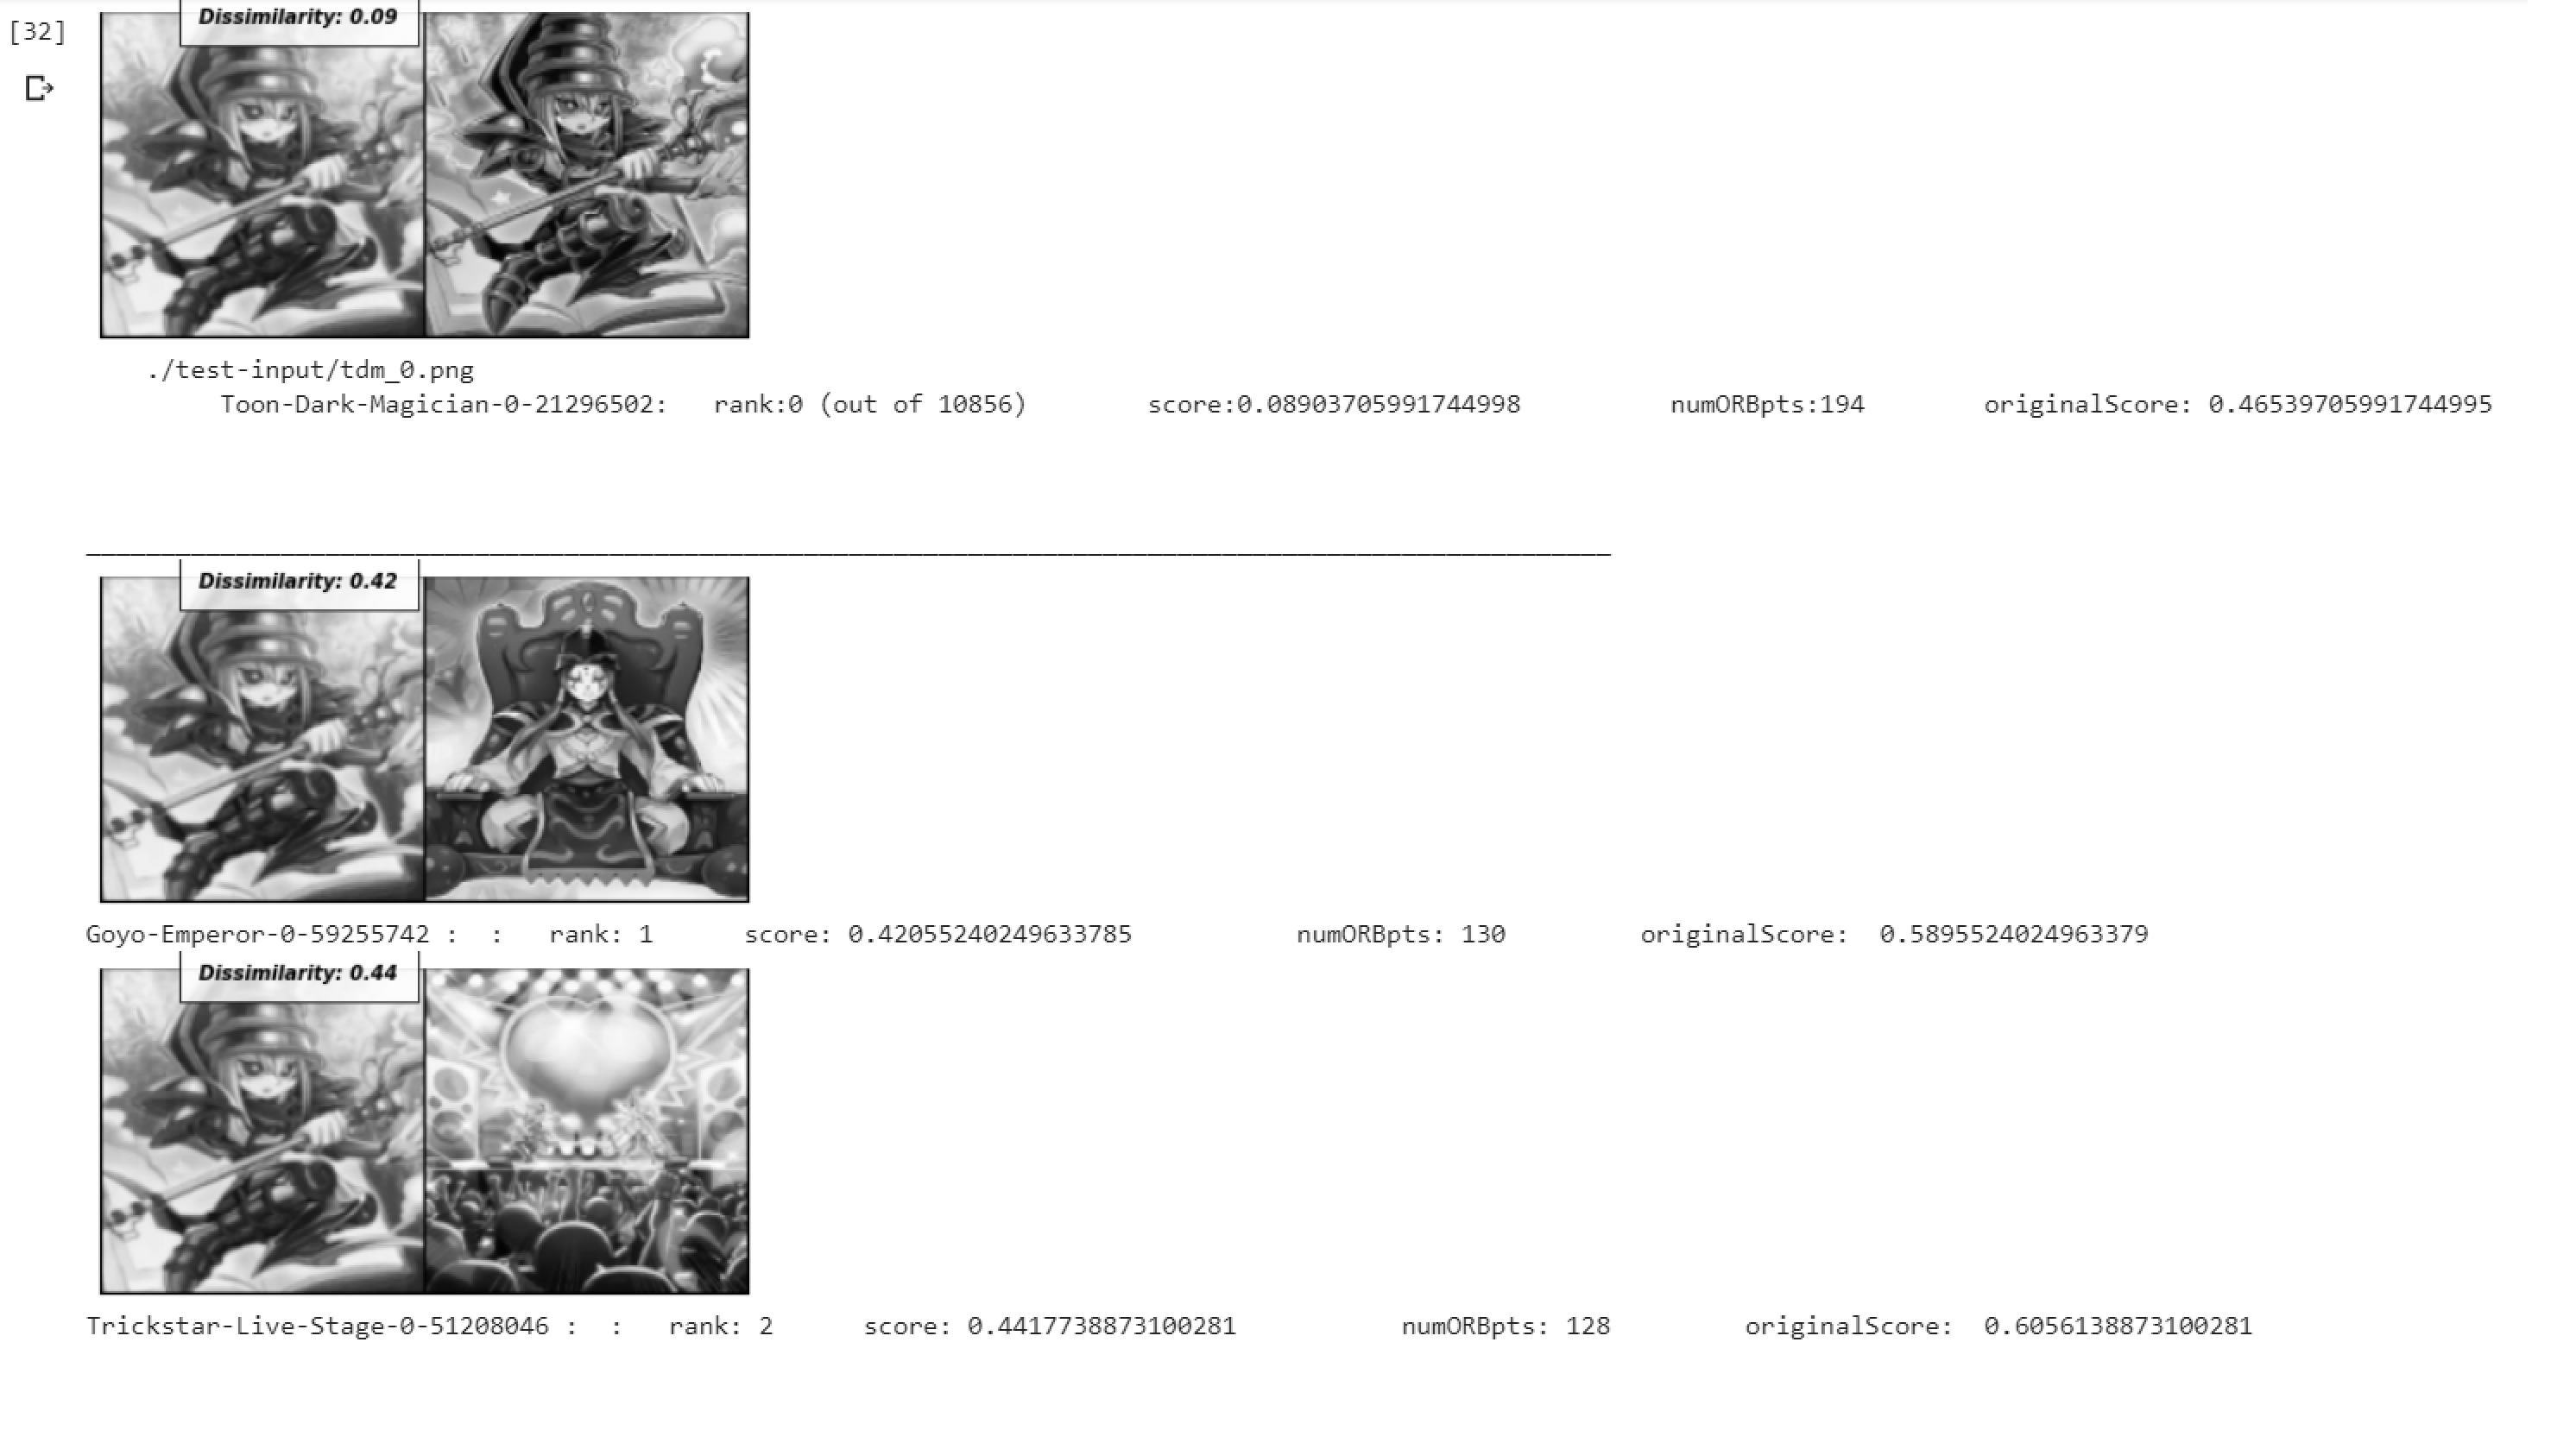 [32]
Dissimilarity: 0.09
./test-input/tdm_0.png
Toon-Dark-Magician-0-21296502: rank:0 (out of 10856) score:0.08903705991744998 numORBpts:194 originalScore: 0.46539705991744995
Dissimilarity: 0.42
Goyo-Emperor-0-59255742 : : rank: 1 score: 0.42055240249633785 numORBpts: 130 originalScore: 0.5895524024963379
Dissimilarity: 0.44
Trickstar-Live-Stage-0-51208046 : : rank: 2 score: 0.4417738873100281 numORBpts: 128 originalScore: 0.6056138873100281